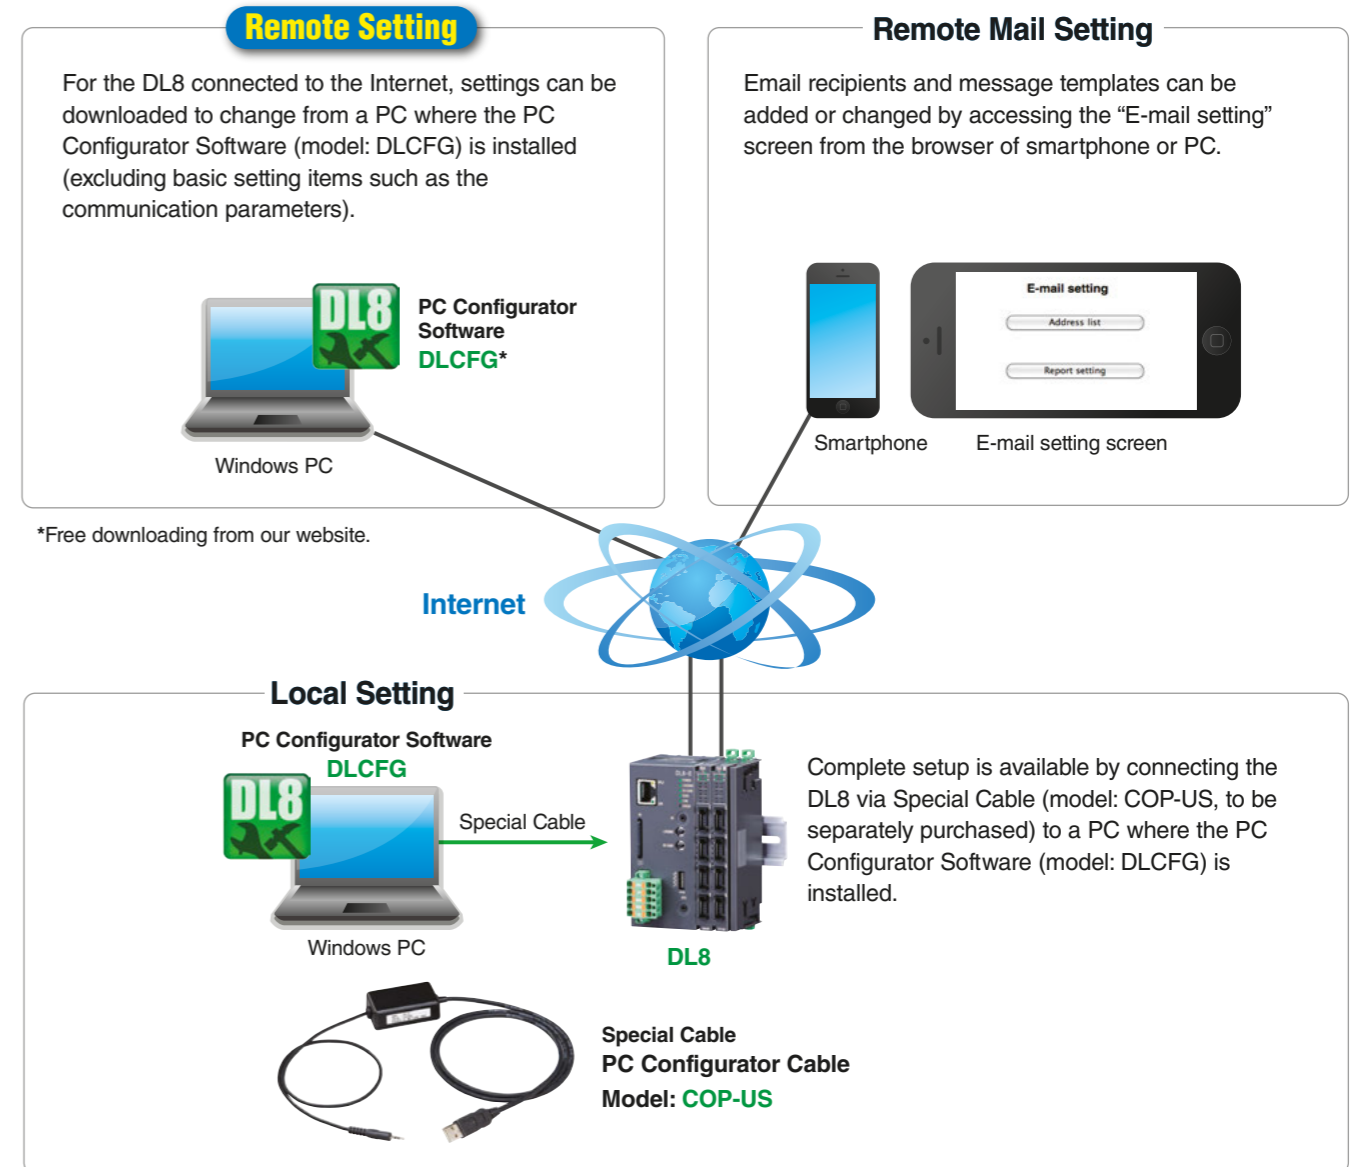 Remote Setting
For the DL8 connected to the Internet, settings can be
downloaded to change from a PC where the PC
Configurator Software (model: DLCFG) is installed
(excluding basic setting items such as the
communication parameters).
DL8
PC Configurator
Software
DLCFG*
Windows PC
*Free downloading from our website.
Remote Mail Setting
Email recipients and message templates can be
added or changed by accessing the “E-mail setting”
screen from the browser of smartphone or PC.
E-mail setting
Address list
Report setting
Smartphone
E-mail setting screen
Internet
Local Setting
PC Configurator Software
DLCFG
DL8
Special Cable
Windows PC
DL8
Complete setup is available by connecting the
DL8 via Special Cable (model: COP-US, to be
separately purchased) to a PC where the PC
Configurator Software (model: DLCFG) is
installed.
Special Cable
PC Configurator Cable
Model: COP-US